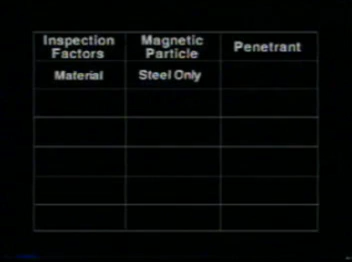 Inspection Factors
Magnetic Particle
Penetrant
Material
Steel Only